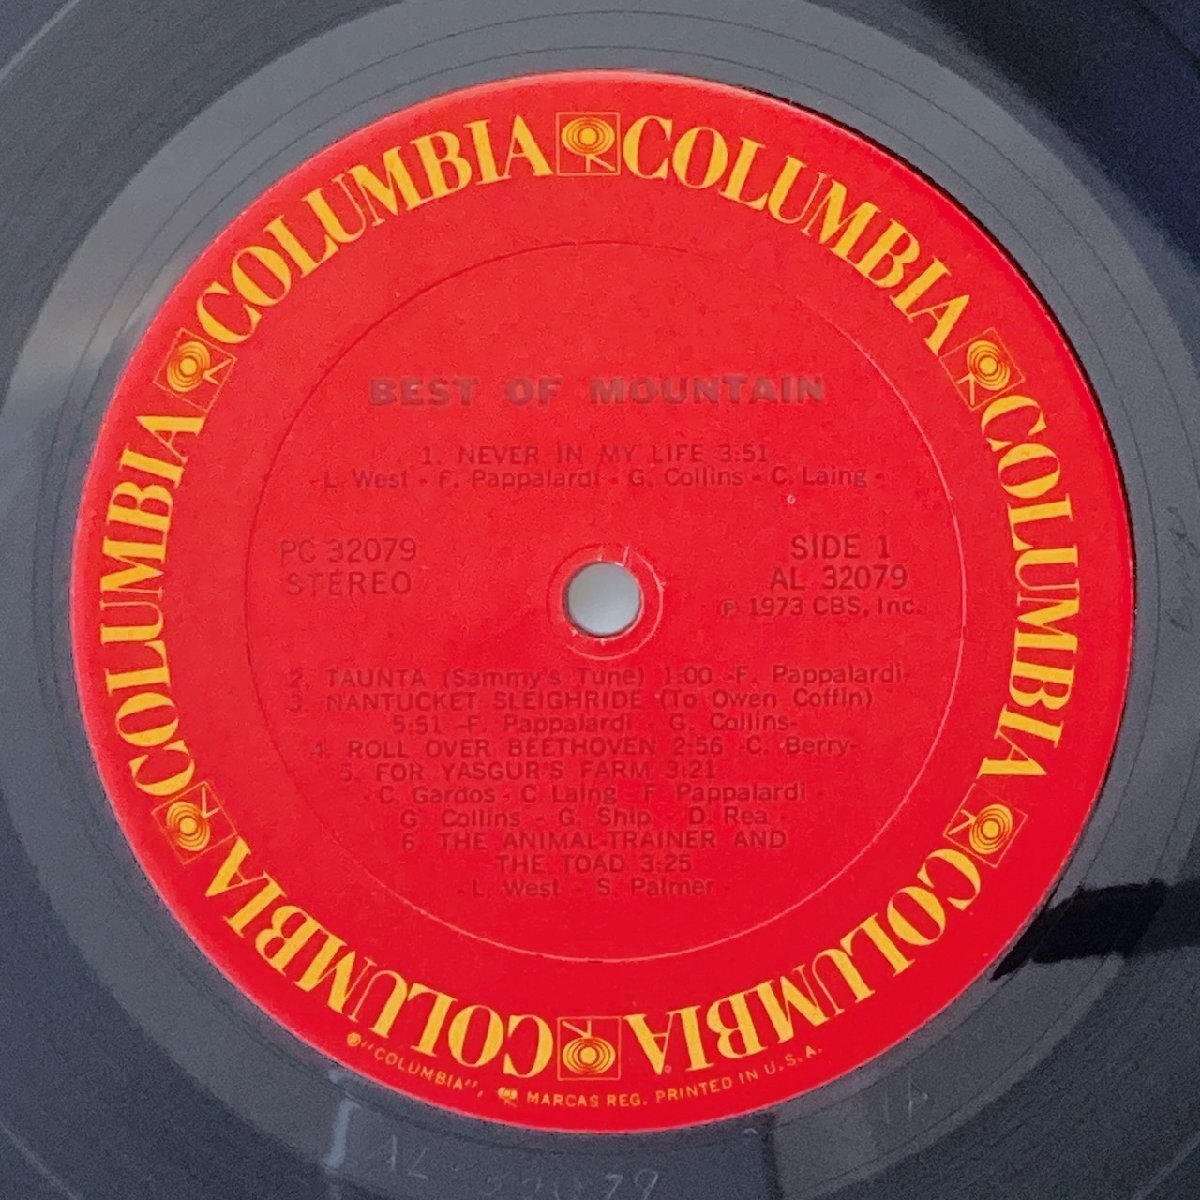 COLUMBIA COLUMBIA COLUMBIA COLUMBIA COLUMBIA COLUMBIA
BEST OF MOUNTAIN
1. NEVER IN MY LIFE 3:51
- L. West - F. Pappalardi - G. Collins - C. Laing -
PC 32079
STEREO
SIDE 1
AL 32079
℗ 1973 CBS, Inc.
2. TAUNTA (Sammy's Tune) 1:00 -F. Pappalardi-
3. NANTUCKET SLEIGHRIDE (To Owen Coffin)
5:51 -F. Pappalardi - G. Collins-
4. ROLL OVER BEETHOVEN 2:56 -C. Berry-
5. FOR YASGUR'S FARM 3:21
- C. Gardos - C. Laing - F. Pappalardi -
G. Collins - G. Ship - D. Rea -
6. THE ANIMAL-TRAINER AND
THE TOAD 3:25
- L. West - S. Palmer -
® "COLUMBIA", MARCAS REG. PRINTED IN U.S.A.